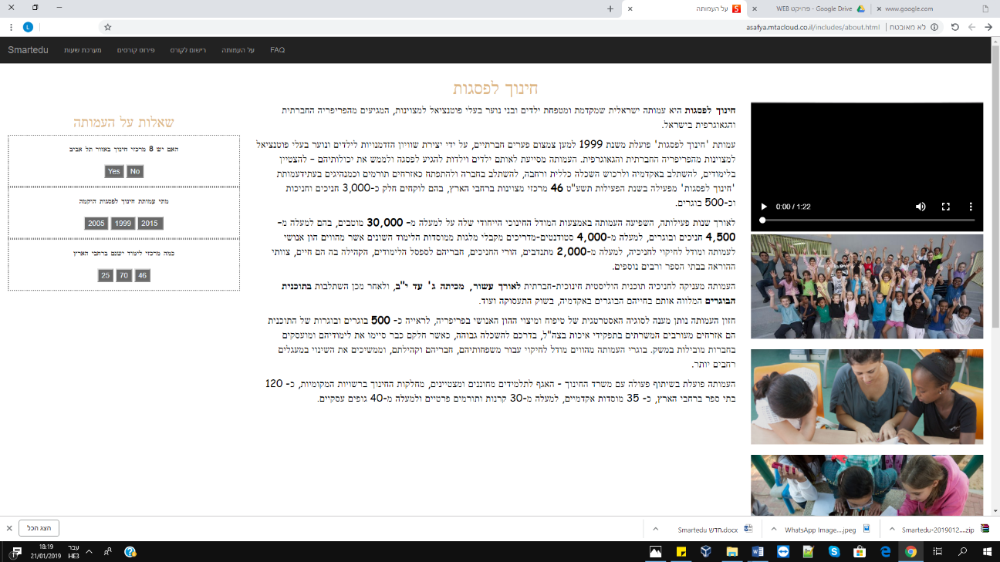 על העמותה
פרויקט WEB - Google Drive
www.google.com
L
asafya.mtacloud.co.il/includes/about.html
לא מאובטח
Smartedu
מערכת שעות
פירוט קורסים
רישום לקורס
על העמותה
FAQ
חינוך לפסגות
חינוך לפסגות היא עמותה ישראלית שמקדמת ומטפחת ילדים ובני נוער בעלי פוטנציאל למצוינות, המגיעים מהפריפריה החברתית
והגאוגרפית בישראל.
עמותת 'חינוך לפסגות' פועלת משנת 1999 למען צמצום פערים חברתיים, על ידי יצירת שוויון הזדמנויות לילדים ונוער בעלי פוטנציאל
למצוינות מהפריפריה החברתית והגאוגרפית. העמותה מסייעת לאותם ילדים וילדות להגיע לפסגה ולממש את יכולותיהם – להצטיין
בלימודים, להשתלב באקדמיה ולרכוש השכלה כללית ורחבה, להשתלב בחברה ולהתפתח כאזרחים תורמים וכמנהיגים בעתידעמותת
'חינוך לפסגות' מפעילה בשנת הפעילות תשע"ט 46 מרכזי מצוינות ברחבי הארץ, בהם לוקחים חלק כ-3,000 חניכים וחניכות
וכ-500 בוגרים.
לאורך שנות פעילותה, השפיעה העמותה באמצעות המודל החינוכי הייחודי שלה על למעלה מ- 30,000 מוטבים, בהם למעלה מ-
4,500 חניכים ובוגרים, למעלה מ-4,000 סטודנטים-מדריכים מקבלי מלגות ממוסדות הלימוד השונים אשר מהווים הון אנושי
לעמותה ומודל לחיקוי לחניכיה, למעלה מ-2,000 מתנדבים, הורי החניכים, חבריהם לספסל הלימודים, הקהילה בה הם חיים, צוותי
ההוראה בבתי הספר ורבים נוספים.
העמותה מעניקה לחניכיה תוכנית הוליסטית חינוכית-חברתית לאורך עשור, מכיתה ג' עד י"ב, ולאחר מכן השתלבות בתוכנית
הבוגרים המלווה אותם בחייהם הבוגרים באקדמיה, בשוק התעסוקה ועוד.
חזון העמותה נותן מענה לסוגיה האסטרטגית של טיפוח ומיצוי ההון האנושי בפריפריה, לראייה כ- 500 בוגרים ובוגרות של התוכנית
הם אזרחים מעורבים המשרתים בתפקידי איכות בצה"ל, בדרכם להשכלה גבוהה, כאשר חלקם כבר סיימו את לימודיהם ומועסקים
בחברות מובילות במשק. בוגרי העמותה מהווים מודל לחיקוי עבור משפחותיהם, חבריהם וקהילתם, וממשיכים את השינוי במעגלים
רחבים יותר.
העמותה פועלת בשיתוף פעולה עם משרד החינוך - האגף לתלמידים מחוננים ומצטיינים, מחלקות החינוך ברשויות המקומיות, כ- 120
בתי ספר ברחבי הארץ, כ- 35 מוסדות אקדמיים, למעלה מ-30 קרנות ותורמים פרטיים ולמעלה מ-40 גופים עסקיים.
שאלות על העמותה
האם יש 8 מרכזי חינוך באזור תל אביב
Yes No
מתי עמותת חינוך לפסגית הוקמה
2005 1999 2015
כמה מרכזי לימוד ישנם ברחבי הארץ
25 70 46
0:00 / 1:22
הצג הכל
Smartedu חדש.docx
WhatsApp Image....jpeg
Smartedu-2019012....zip
18:19
21/01/2019
עבר
HE3